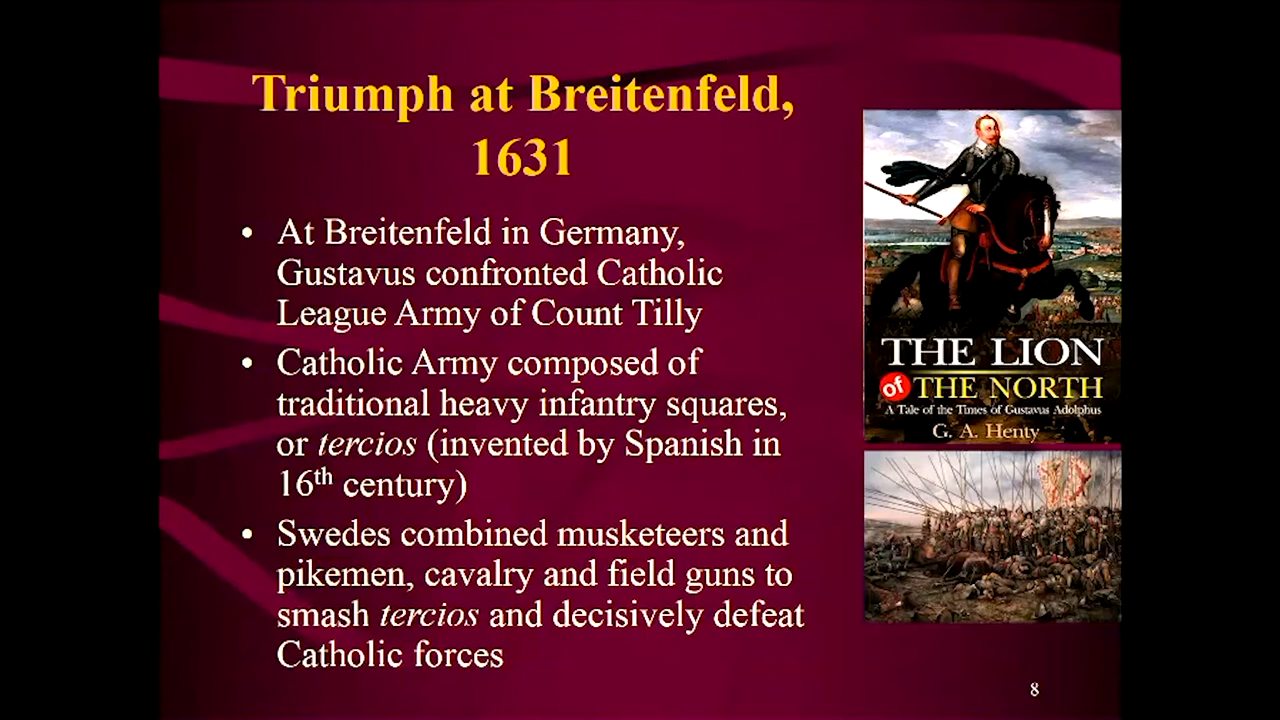 Triumph at Breitenfeld,
1631
• At Breitenfeld in Germany,
Gustavus confronted Catholic
League Army of Count Tilly
• Catholic Army composed of
traditional heavy infantry squares,
or tercios (invented by Spanish in
16th century)
• Swedes combined musketeers and
pikemen, cavalry and field guns to
smash tercios and decisively defeat
Catholic forces
THE LION
of THE NORTH
A Tale of the Times of Gustavus Adolphus
G. A. Henty
8